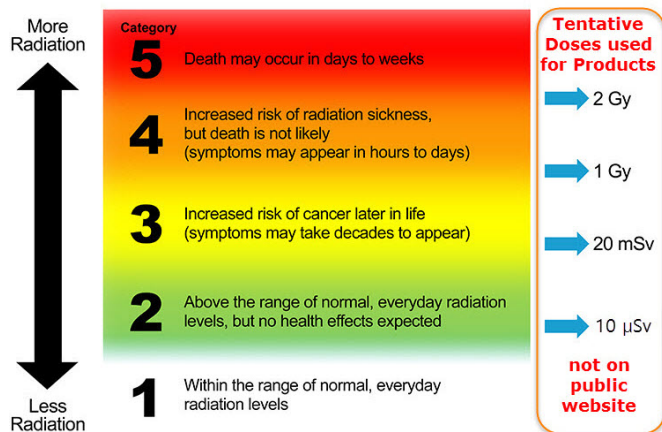 More
Radiation
Category
5
Death may occur in days to weeks
4
Increased risk of radiation sickness,
but death is not likely
(symptoms may appear in hours to days)
3
Increased risk of cancer later in life
(symptoms may take decades to appear)
2
Above the range of normal, everyday radiation
levels, but no health effects expected
1
Within the range of normal, everyday
radiation levels
Less
Radiation
Tentative
Doses used
for Products
2 Gy
1 Gy
20 mSv
10 µSv
not on
public
website